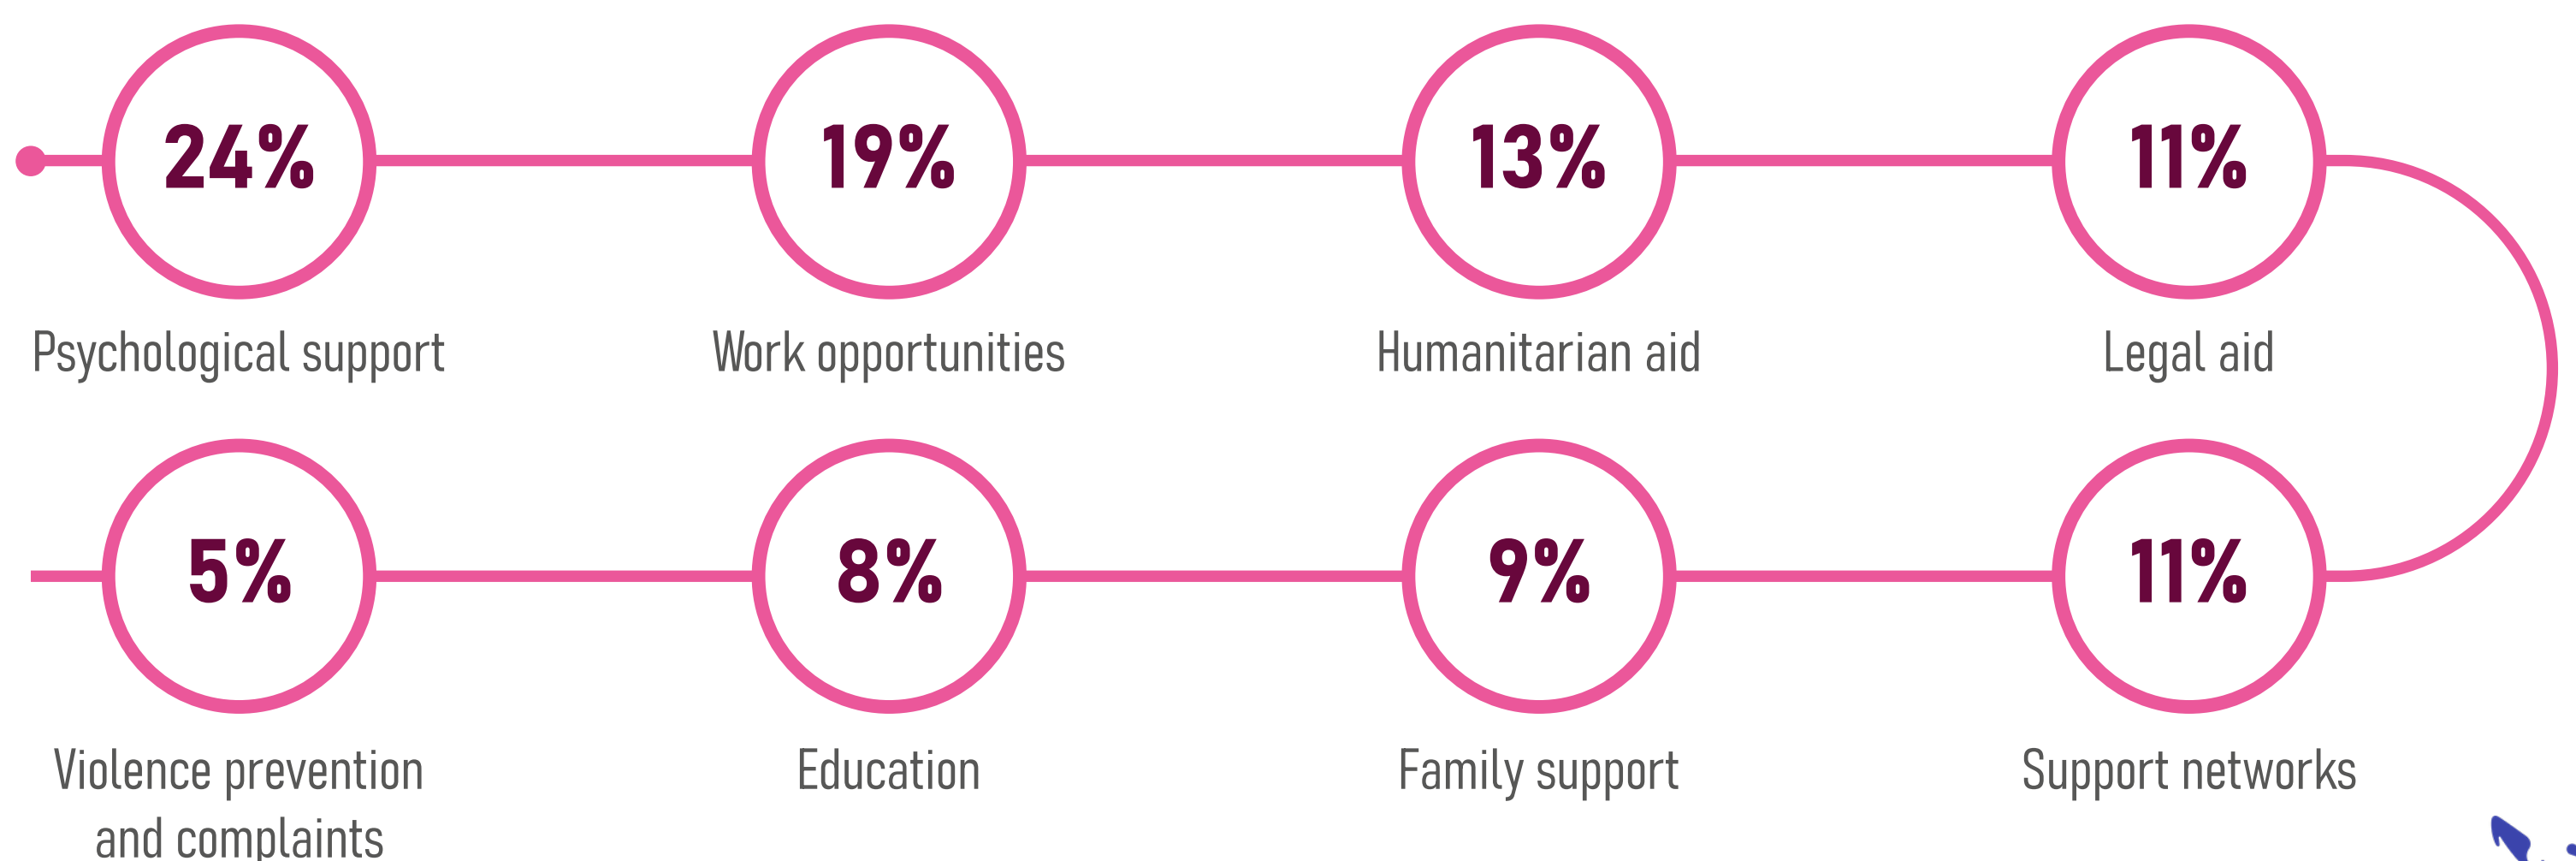 24%
19%
13%
11%
Psychological support
Work opportunities
Humanitarian aid
Legal aid
5%
8%
9%
11%
Violence prevention
and complaints
Education
Family support
Support networks